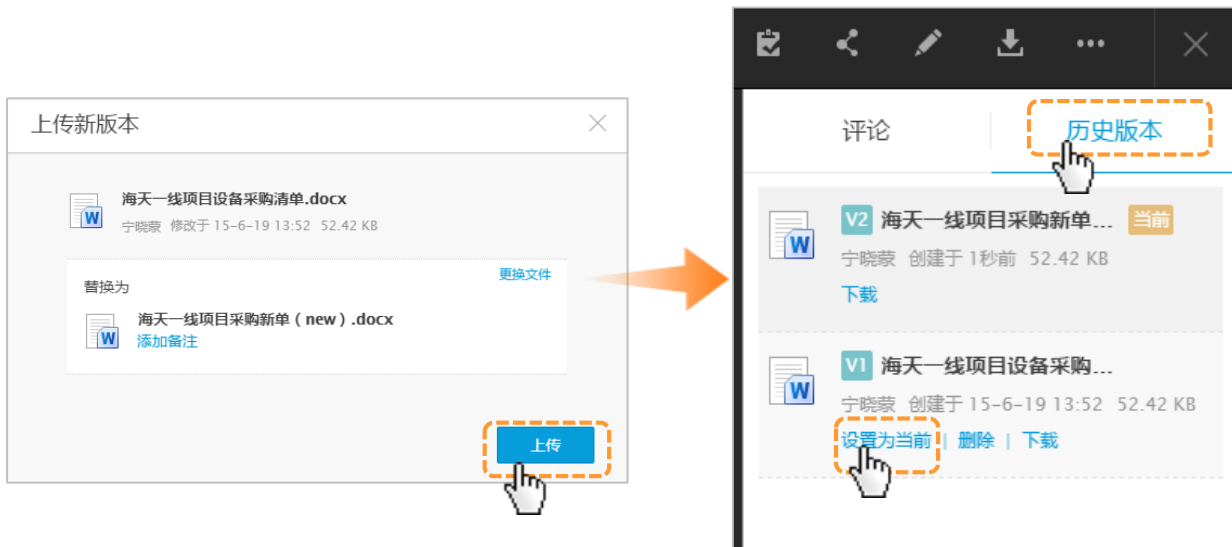 上传新版本
海天一线项目设备采购清单.docx
宁晓蒙 修改于 15-6-19 13:52 52.42 KB
替换为
更换文件
海天一线项目采购新单（new）.docx
添加备注
上传
评论
历史版本
V2 海天一线项目采购新单... 当前
宁晓蒙 创建于 1秒前 52.42 KB
下载
V1 海天一线项目设备采购...
宁晓蒙 创建于 15-6-19 13:52 52.42 KB
设置为当前 | 删除 | 下载